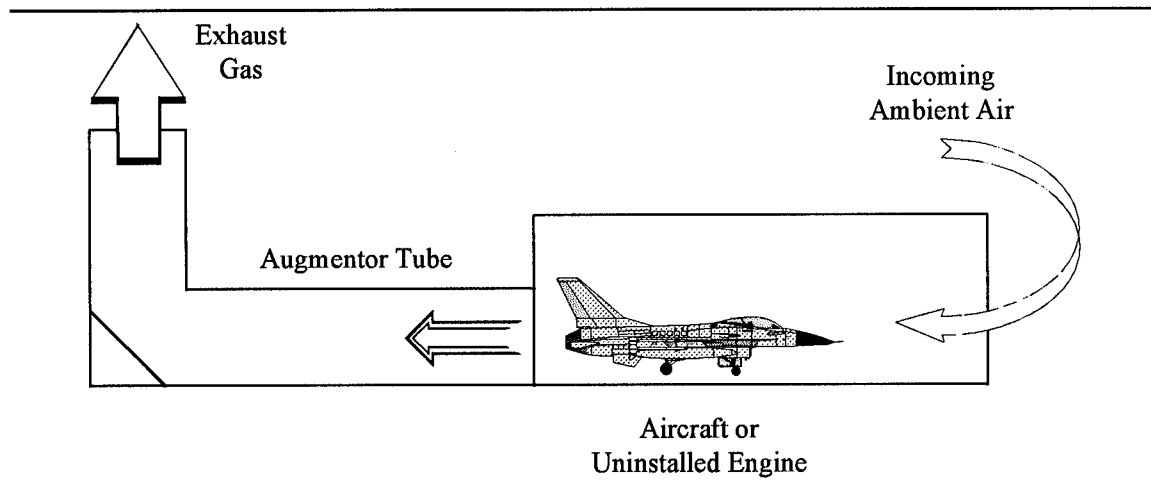 Exhaust
Gas
Incoming
Ambient Air
Augmentor Tube
Aircraft or
Uninstalled Engine